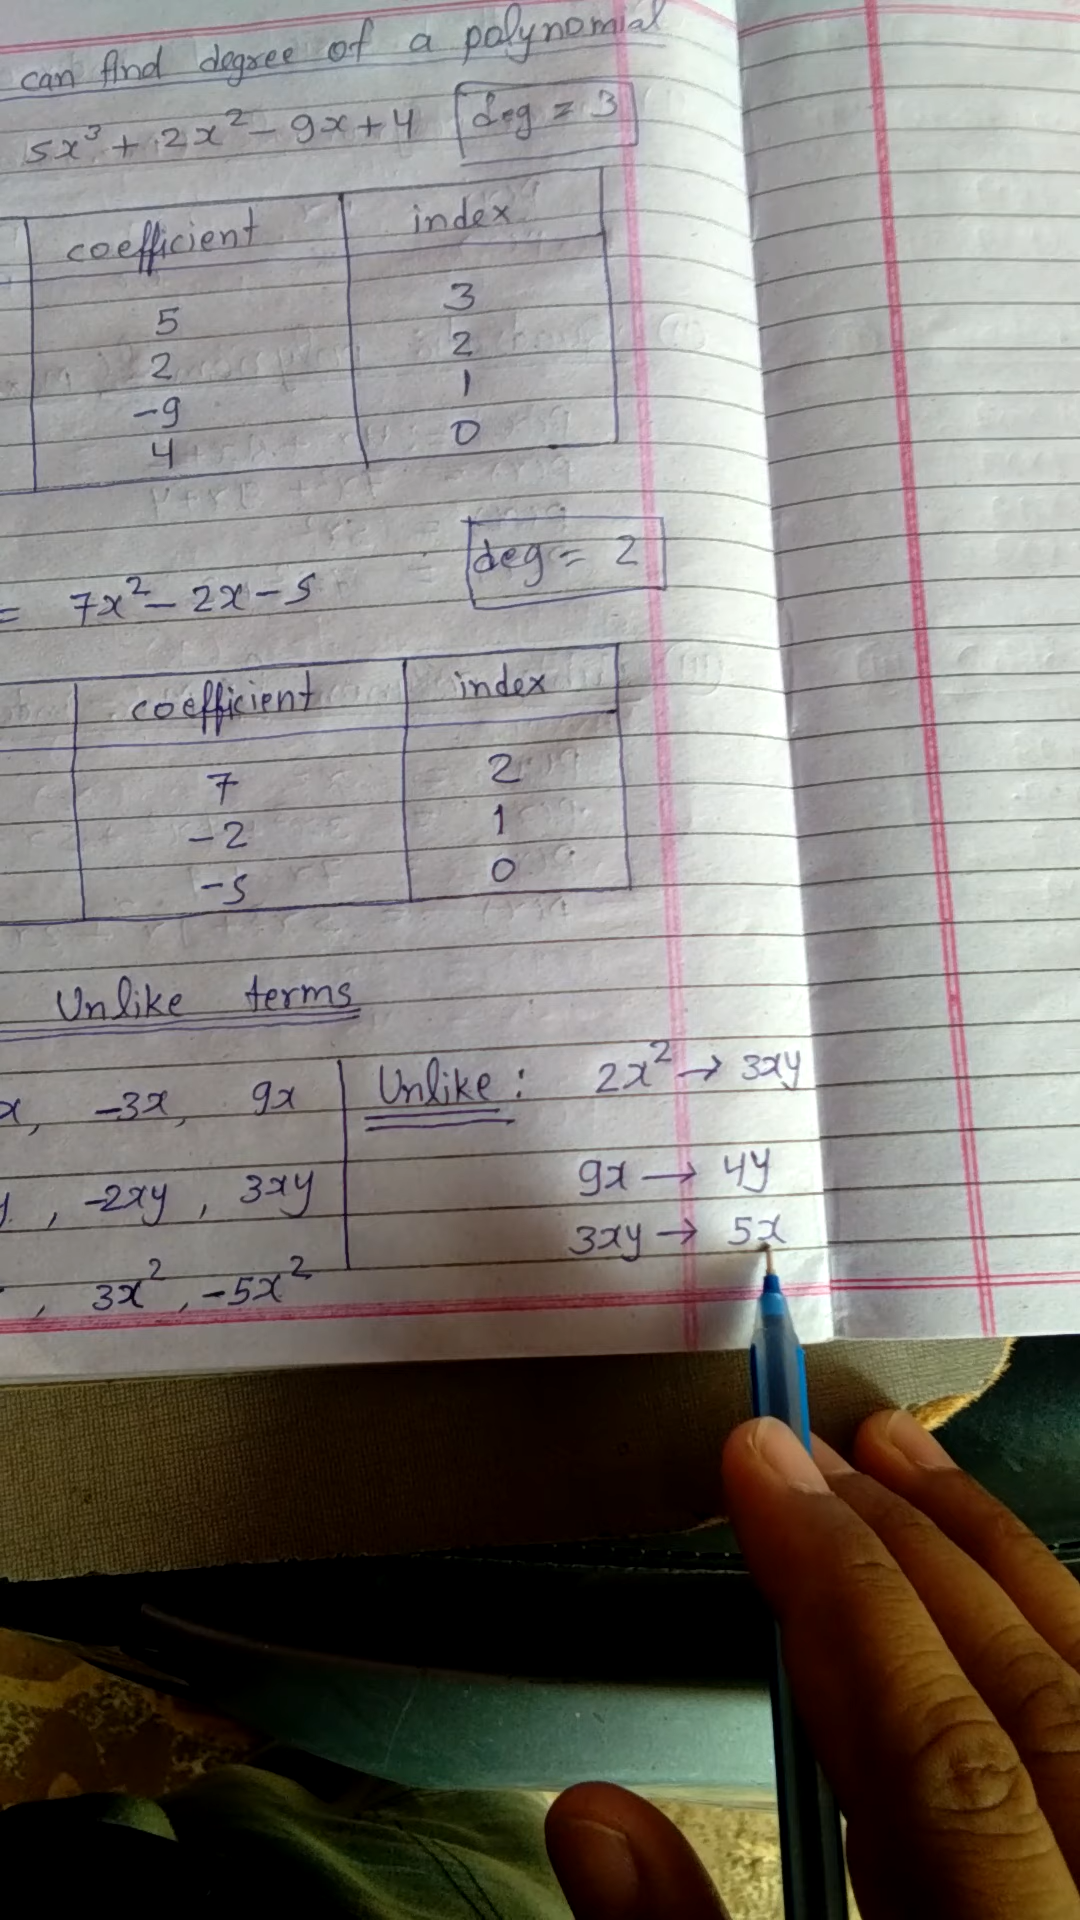 can find degree of a polynomial
5x³ + 2x² - 9x + 4 deg = 3
coefficient index
5 3
2 2
-9 1
4 0
= 7x² - 2x - 5 deg = 2
coefficient index
7 2
-2 1
-5 0
Unlike terms
x, -3x, 9x Unlike : 2x² → 3xy
y, -2xy, 3xy 9x → 4y
3xy → 5x
, 3x², -5x²